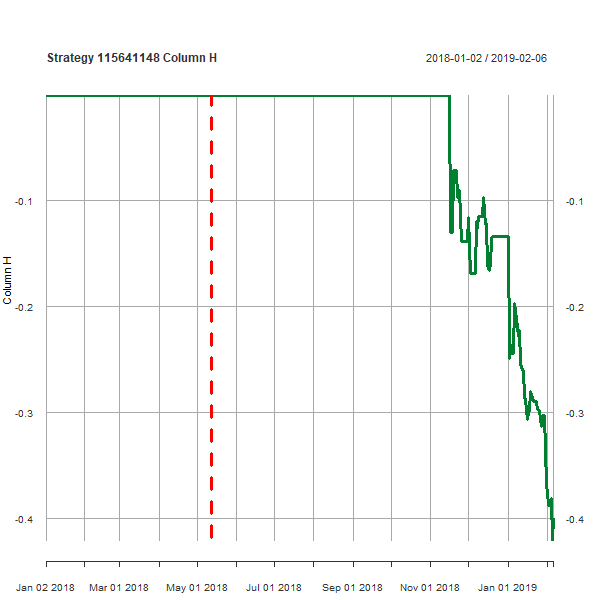 Strategy 115641148 Column H 2018-01-02 / 2019-02-06
-0.1 -0.1
Column H
-0.2 -0.2
-0.3 -0.3
-0.4 -0.4
Jan 02 2018 Mar 01 2018 May 01 2018 Jul 01 2018 Sep 01 2018 Nov 01 2018 Jan 01 2019